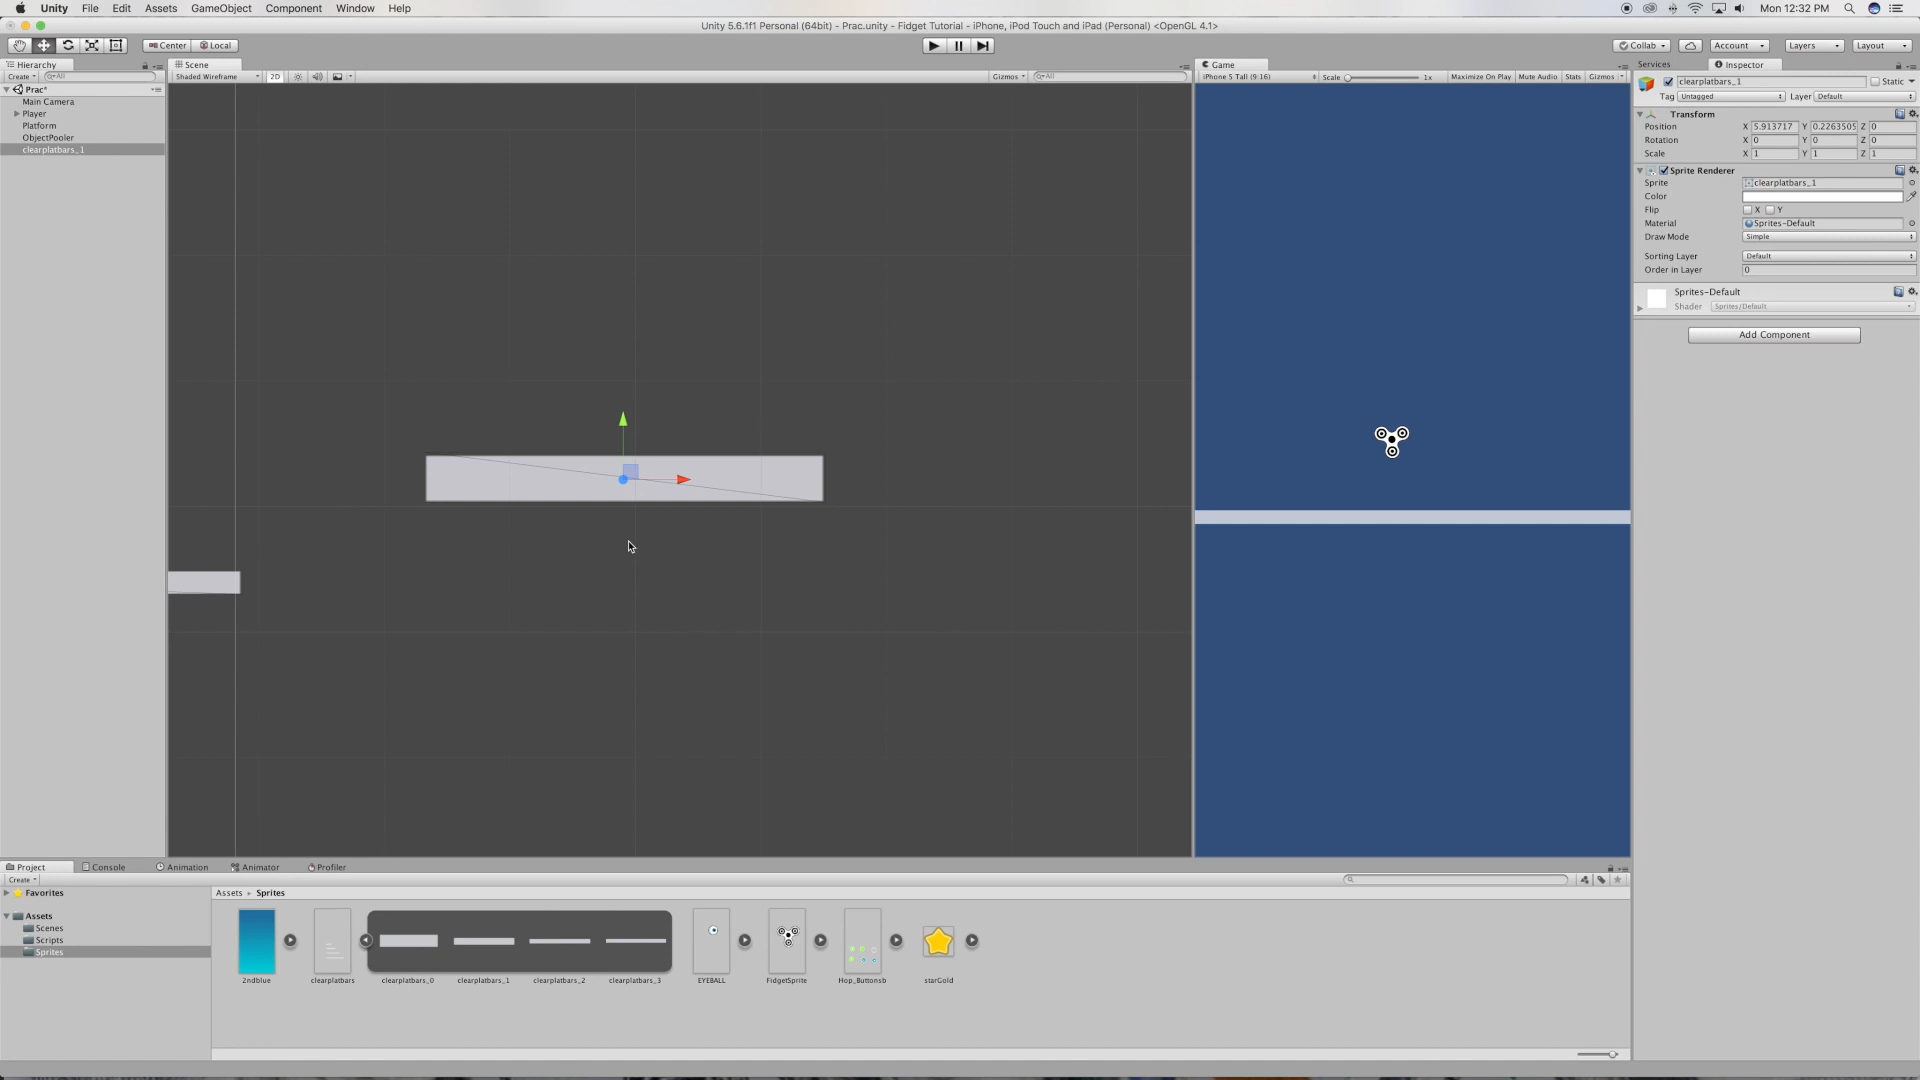 Unity File Edit Assets GameObject Component Window Help Mon 12:32 PM
Unity 5.6.1f1 Personal (64bit) - Prac.unity - Fidget Tutorial - iPhone, iPod Touch and iPad (Personal) <OpenGL 4.1>
Center Local Collab Account Layers Layout
Hierarchy Scene Game Services Inspector
Create All Shaded Wireframe 2D Gizmos All iPhone 5 Tall (9:16) Scale 1x Maximize On Play Mute Audio Stats Gizmos
clearplatbars_1 Static
Prac*
Tag Untagged Layer Default
Main Camera
Player
Platform
ObjectPooler
clearplatbars_1
Transform
Position X 5.913717 Y 0.2263505 Z 0
Rotation X 0 Y 0 Z 0
Scale X 1 Y 1 Z 1
Sprite Renderer
Sprite clearplatbars_1
Color
Flip X Y
Material Sprites-Default
Draw Mode Simple
Sorting Layer Default
Order in Layer 0
Sprites-Default
Shader Sprites/Default
Add Component
Project Console Animation Animator Profiler
Create
Favorites
Assets
Scenes
Scripts
Sprites
Assets Sprites
2ndblue clearplatbars clearplatbars_0 clearplatbars_1 clearplatbars_2 clearplatbars_3 EYEBALL FidgetSprite Hop_Buttonsb starGold